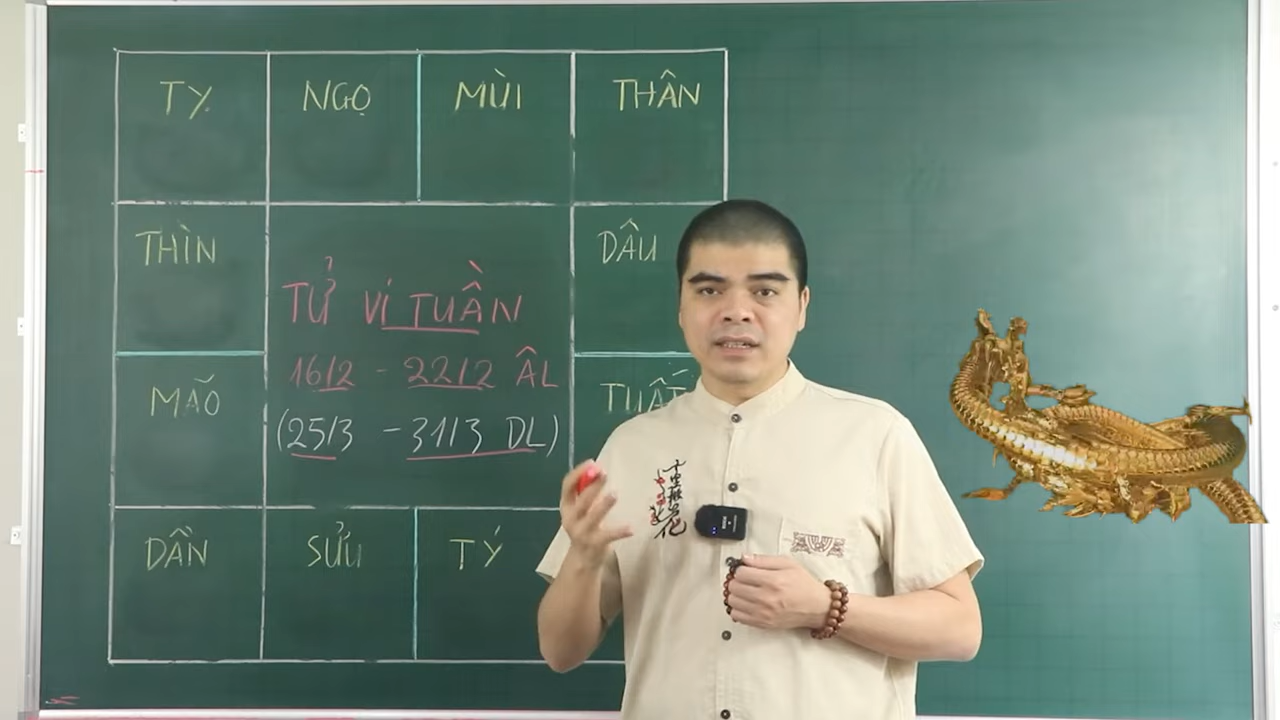 TỴ NGỌ MÙI THÂN
THÌN DẬU
TỬ VI TUẦN
16/2 - 22/2 ÂL
MÃO TUẤT
(25/3 - 31/3 DL)
DẦN SỬU TÝ